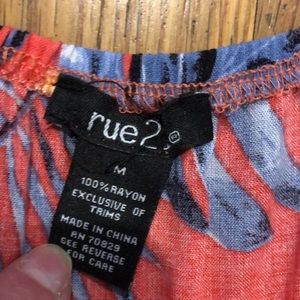 rue21®
M
100% RAYON
EXCLUSIVE OF
TRIMS
MADE IN CHINA
RN 70829
SEE REVERSE
FOR CARE